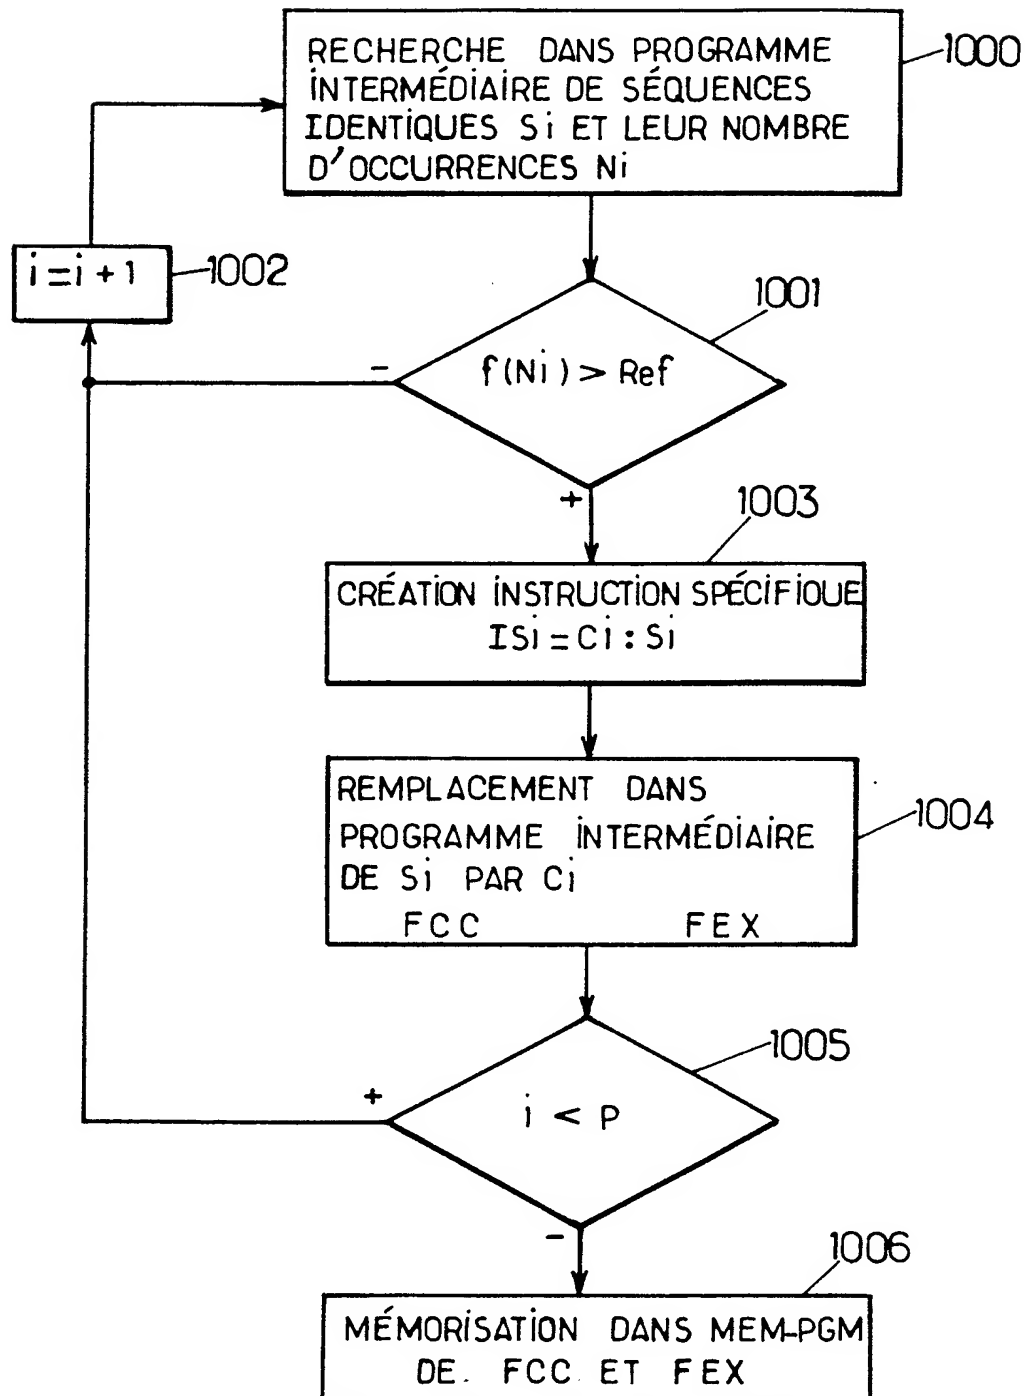 RECHERCHE DANS PROGRAMME
INTERMÉDIAIRE DE SÉQUENCES
IDENTIQUES Si ET LEUR NOMBRE
D'OCCURRENCES Ni
1000
i = i + 1
1002
1001
f(Ni) > Ref
-
+
1003
CRÉATION INSTRUCTION SPÉCIFIQUE
ISi = Ci : Si
REMPLACEMENT DANS
PROGRAMME INTERMÉDIAIRE
DE Si PAR Ci
FCC FEX
1004
1005
+
i < P
-
1006
MÉMORISATION DANS MEM-PGM
DE. FCC ET FEX